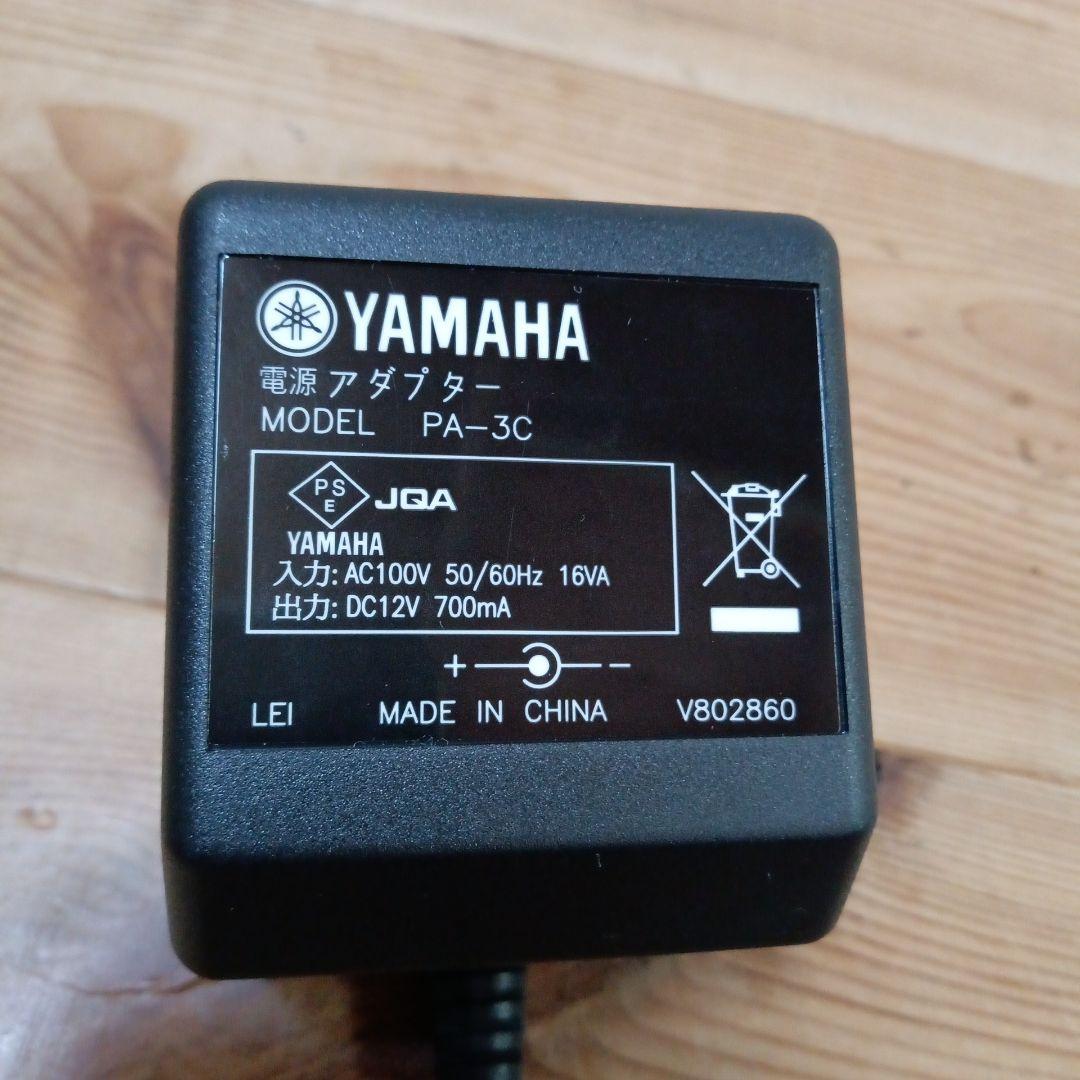 YAMAHA
電源アダプター
MODEL PA-3C
PS
E
JQA
YAMAHA
入力: AC100V 50/60Hz 16VA
出力: DC12V 700mA
+ -
LEI MADE IN CHINA V802860